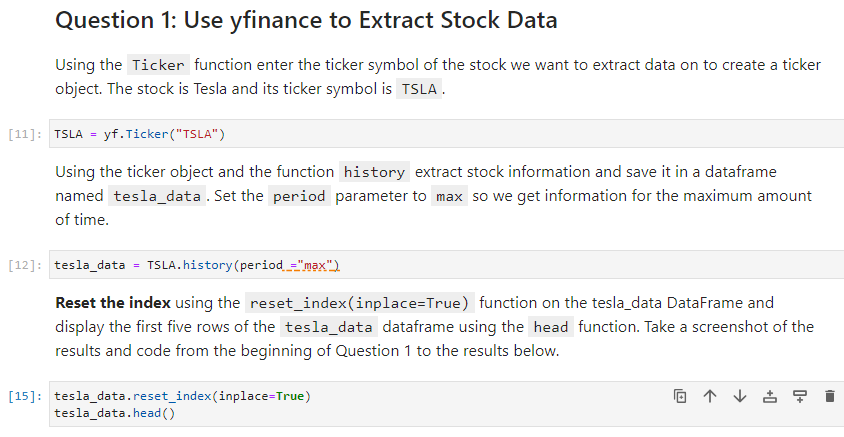 Question 1: Use yfinance to Extract Stock Data
Using the Ticker function enter the ticker symbol of the stock we want to extract data on to create a ticker
object. The stock is Tesla and its ticker symbol is TSLA.
[11]: TSLA = yf.Ticker("TSLA")
Using the ticker object and the function history extract stock information and save it in a dataframe
named tesla_data. Set the period parameter to max so we get information for the maximum amount
of time.
[12]: tesla_data = TSLA.history(period ="max")
Reset the index using the reset_index(inplace=True) function on the tesla_data DataFrame and
display the first five rows of the tesla_data dataframe using the head function. Take a screenshot of the
results and code from the beginning of Question 1 to the results below.
[15]: tesla_data.reset_index(inplace=True)
tesla_data.head()